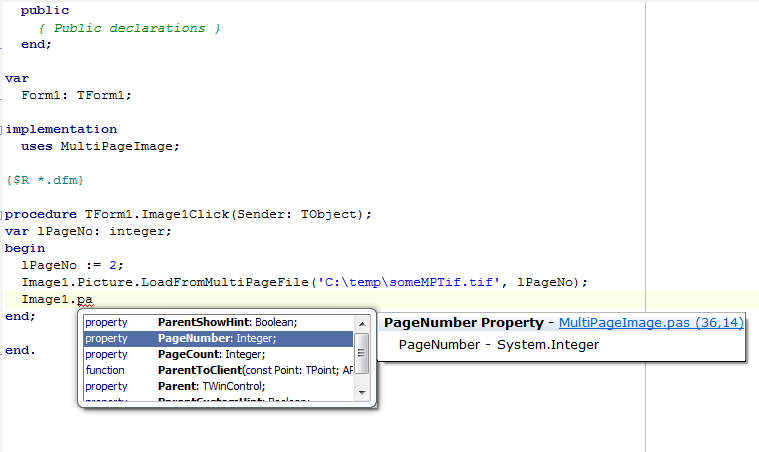 public
{ Public declarations }
end;
var
Form1: TForm1;
implementation
uses MultiPageImage;
{$R *.dfm}
procedure TForm1.Image1Click(Sender: TObject);
var lPageNo: integer;
begin
lPageNo := 2;
Image1.Picture.LoadFromMultiPageFile('C:\temp\someMPTif.tif', lPageNo);
Image1.pa
end;
end.
property ParentShowHint: Boolean;
property PageNumber: Integer;
property PageCount: Integer;
function ParentToClient(const Point: TPoint; AP
property Parent: TWinControl;
property ParentCustomHint: Boolean;
PageNumber Property - MultiPageImage.pas (36,14)
PageNumber - System.Integer